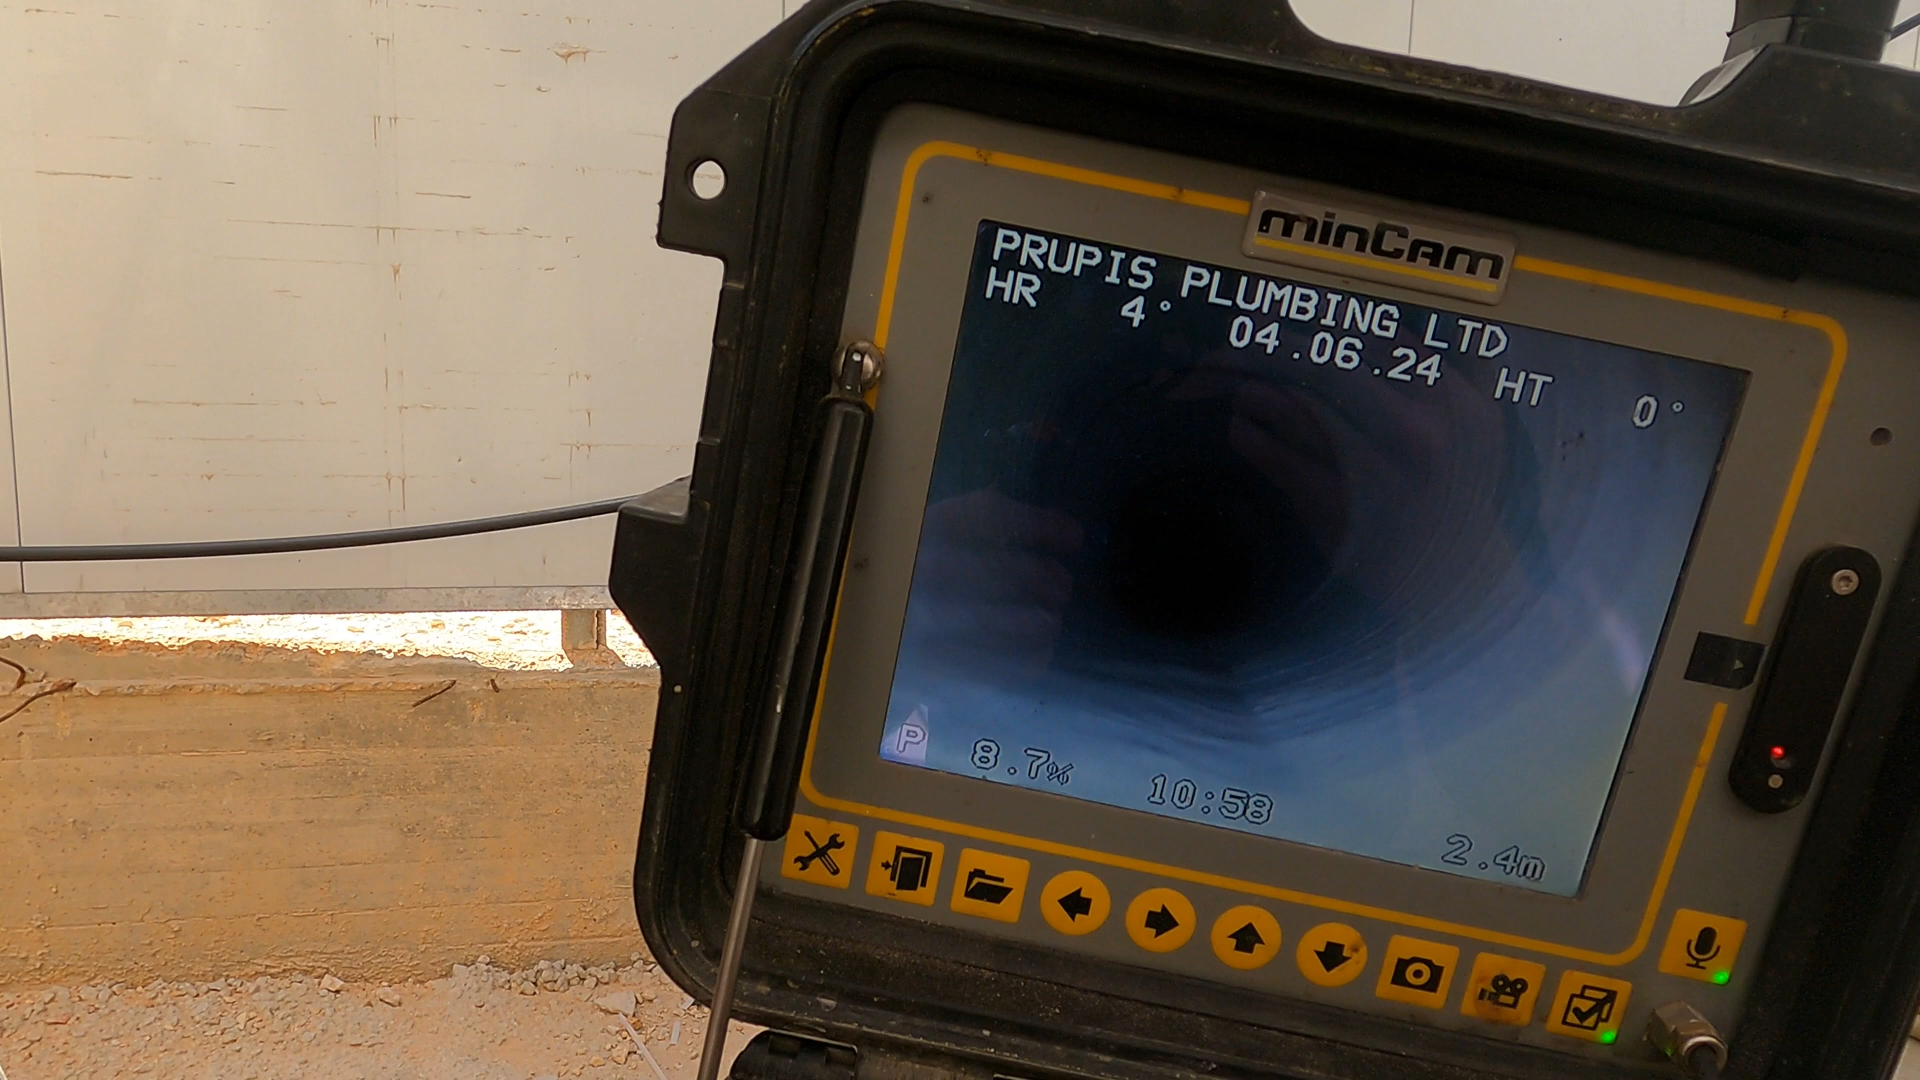 minCam
PRUPIS PLUMBING LTD
HR 4° 04.06.24 HT 0°
P 8.7% 10:58 2.4m